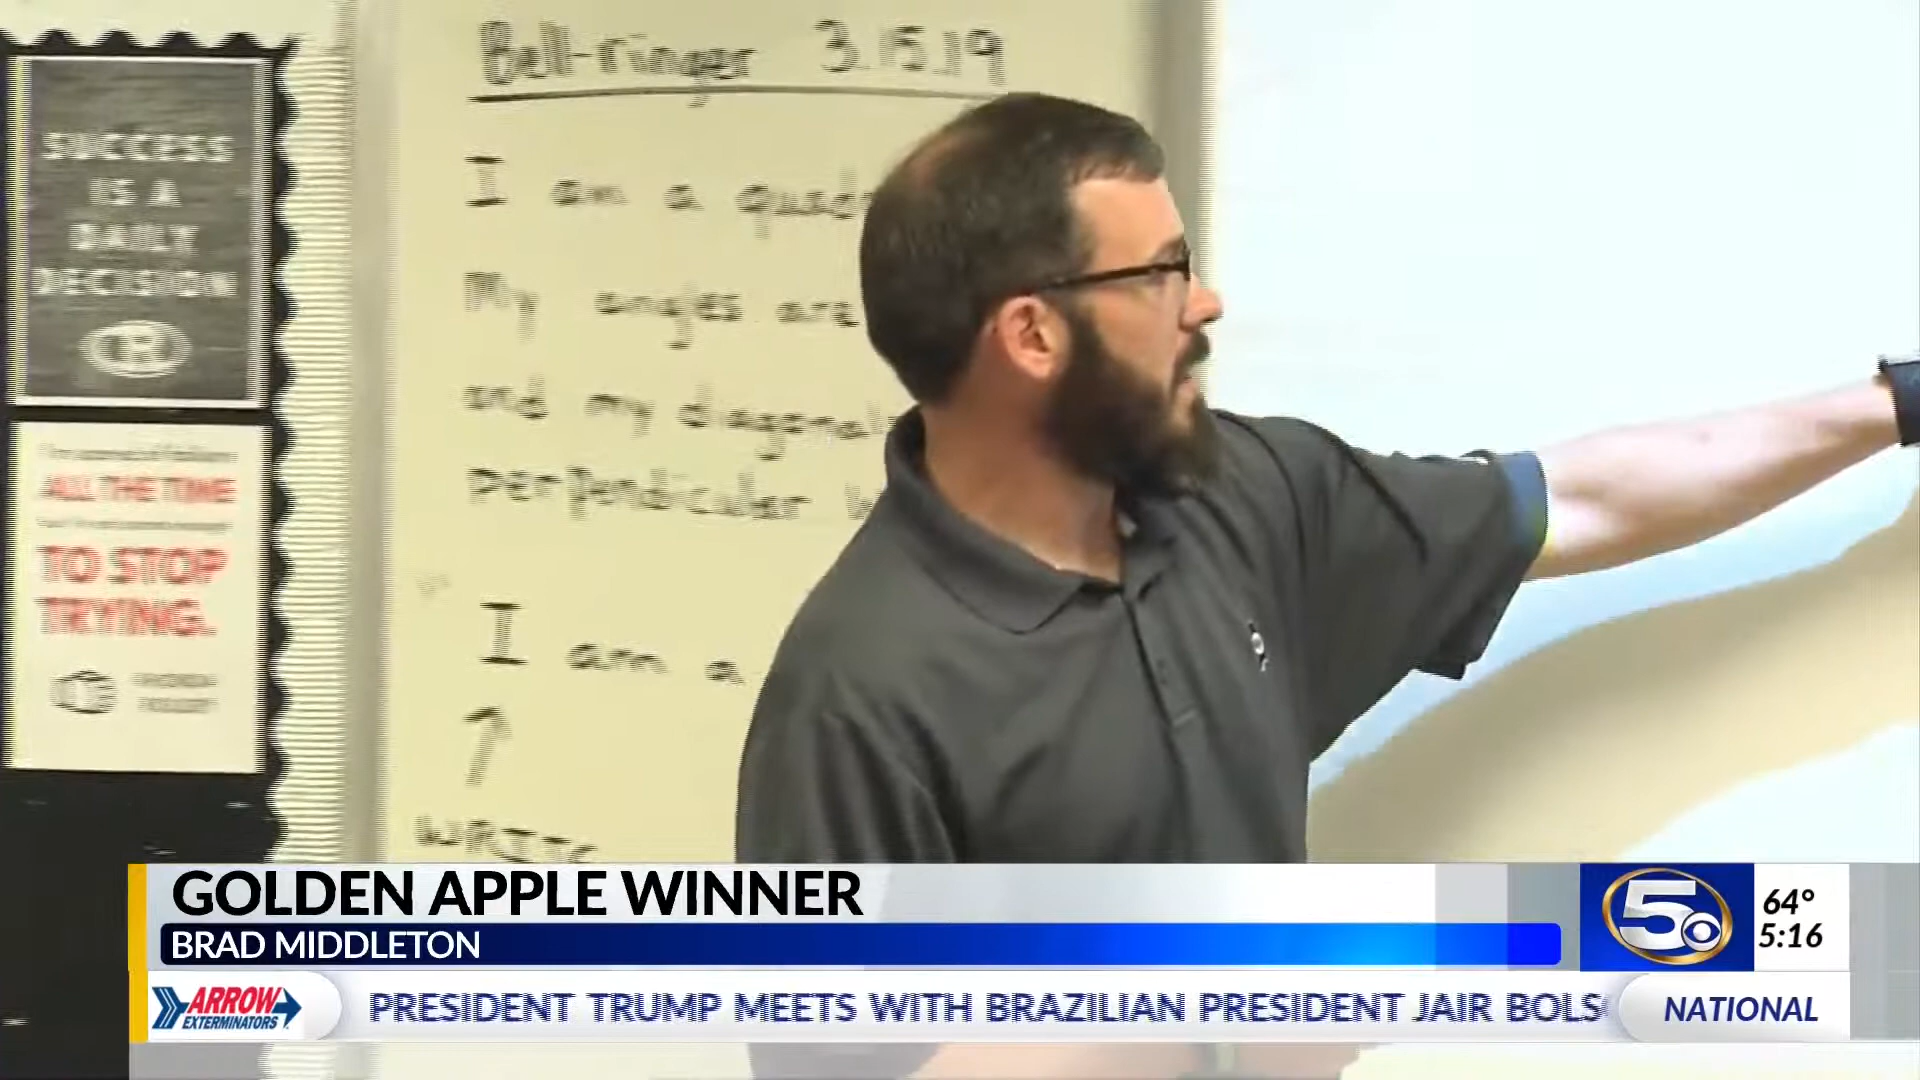 Bell-ringer 3.15.19
I am a quad
My angles are
and my diagonal
perpendicular w
I am a
WRITE
SUCCESS
IS A
DAILY
DECISION
ALL THE TIME
TO STOP
TRYING.
GOLDEN APPLE WINNER
BRAD MIDDLETON
5
64°
5:16
ARROW
EXTERMINATORS
PRESIDENT TRUMP MEETS WITH BRAZILIAN PRESIDENT JAIR BOLS
NATIONAL